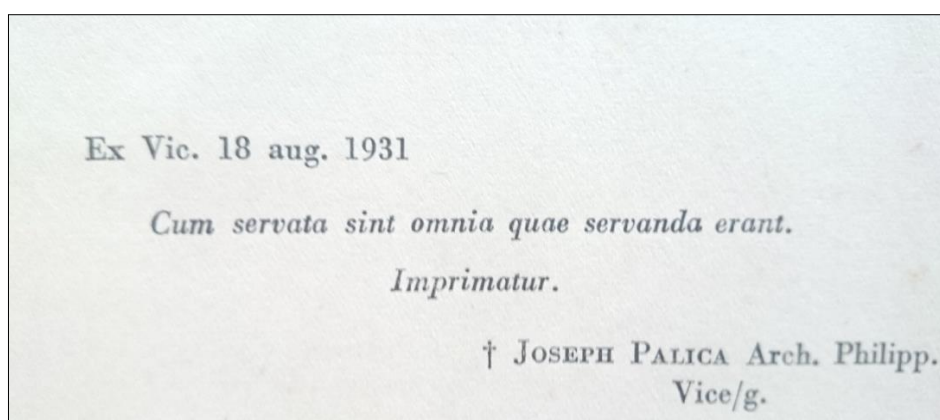 Ex Vic. 18 aug. 1931
Cum servata sint omnia quae servanda erant.
Imprimatur.
† JOSEPH PALICA Arch. Philipp.
Vice/g.